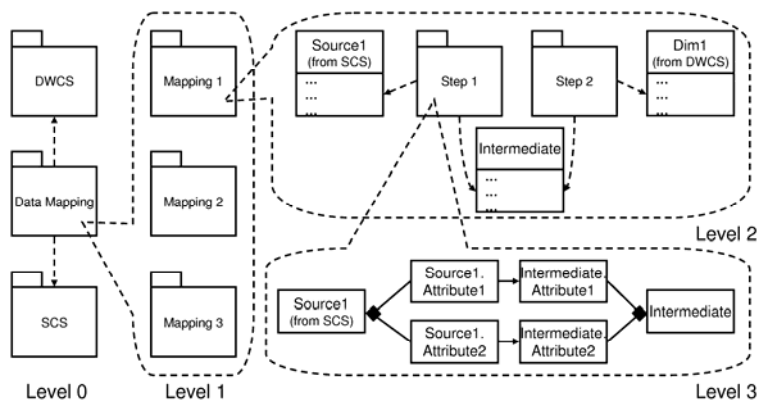 DWCS
Data Mapping
SCS
Level 0
Mapping 1
Mapping 2
Mapping 3
Level 1
Source1
(from SCS)
...
...
...
Step 1
Step 2
Dim1
(from DWCS)
...
...
...
Intermediate
...
...
...
Level 2
Source1
(from SCS)
Source1.
Attribute1
Intermediate.
Attribute1
Source1.
Attribute2
Intermediate.
Attribute2
Intermediate
Level 3